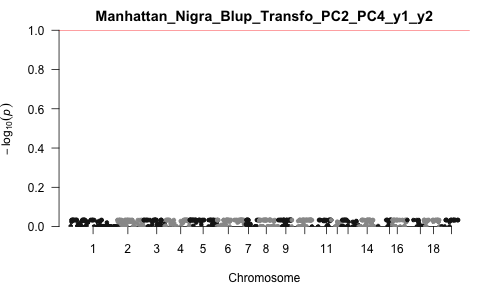 Manhattan_Nigra_Blup_Transfo_PC2_PC4_y1_y2
1.0
0.8
0.6
0.4
0.2
0.0
− log10(p)
1 2 3 4 5 6 7 8 9 11 14 16 18
Chromosome